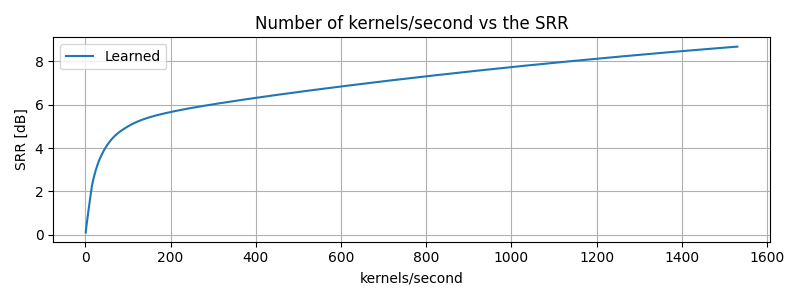 Number of kernels/second vs the SRR
Learned
SRR [dB]
8
6
4
2
0
0 200 400 600 800 1000 1200 1400 1600
kernels/second